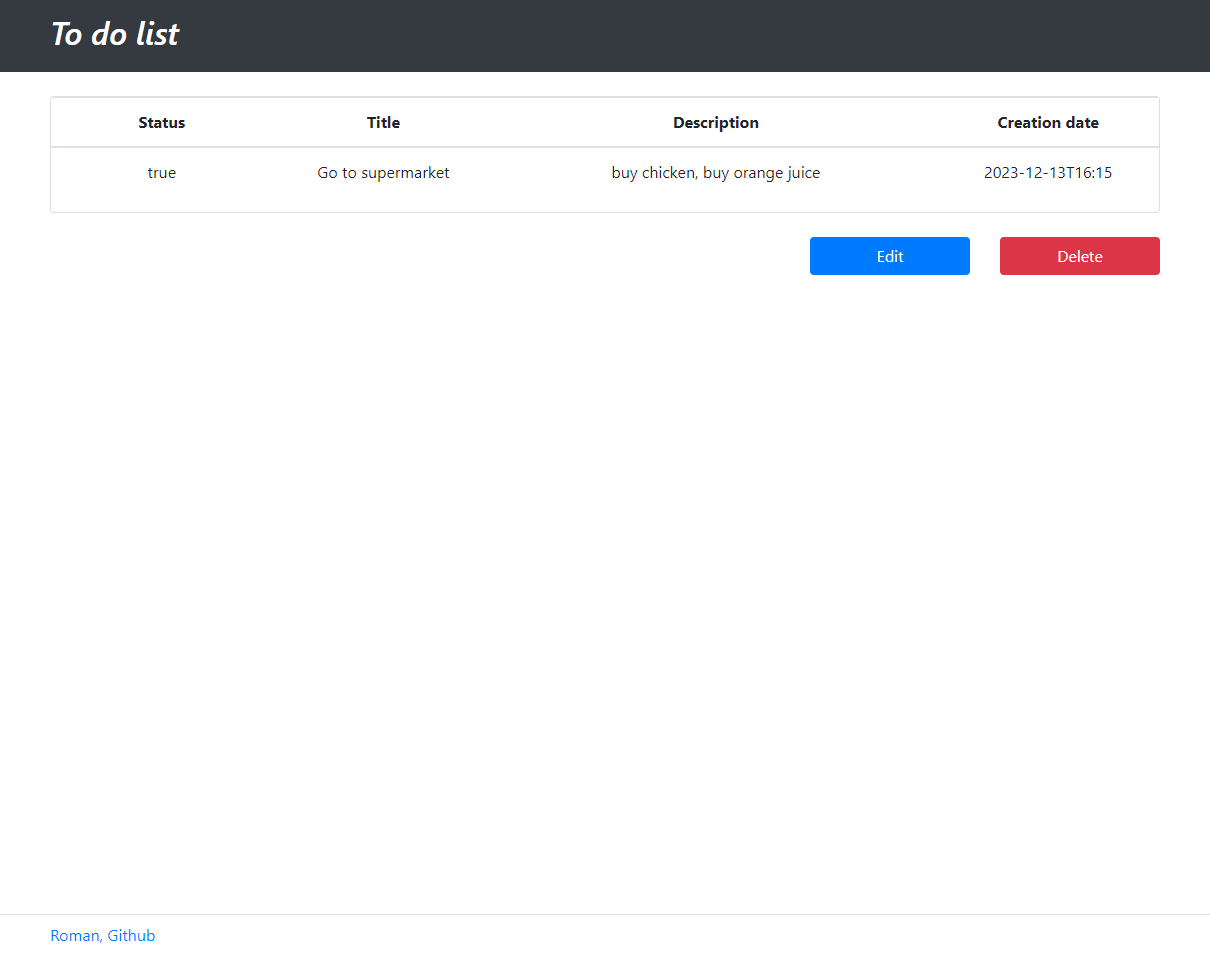 To do list
Status Title Description Creation date
true Go to supermarket buy chicken, buy orange juice 2023-12-13T16:15
Edit Delete
Roman, Github